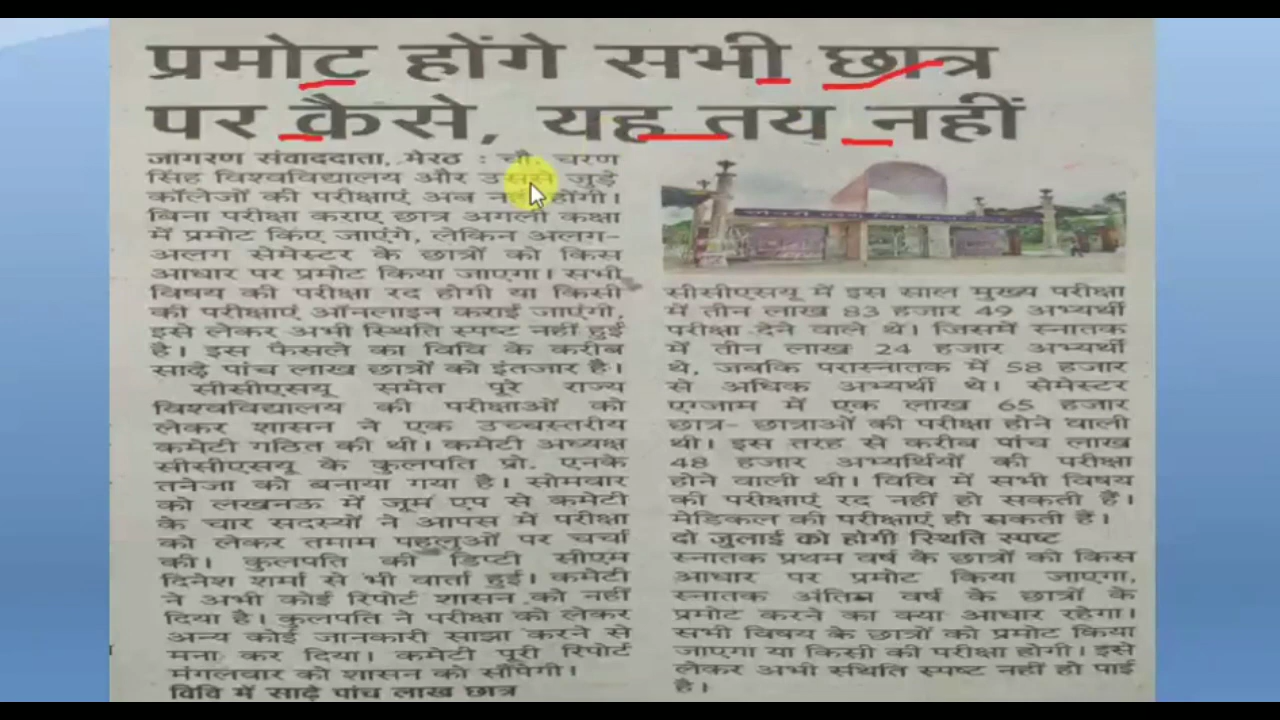 प्रमोट होंगे सभी छात्र
पर कैसे, यह तय नहीं
जागरण संवाददाता, मेरठ : चौ. चरण
सिंह विश्वविद्यालय और उससे जुड़े
कॉलेजों की परीक्षाएं अब नहीं होंगी।
बिना परीक्षा कराए छात्र अगली कक्षा
में प्रमोट किए जाएंगे, लेकिन अलग-
अलग सेमेस्टर के छात्रों को किस
आधार पर प्रमोट किया जाएगा। सभी
विषय की परीक्षा रद होगी या किसी
की परीक्षाएं ऑनलाइन कराई जाएंगी,
इसे लेकर अभी स्थिति स्पष्ट नहीं हुई
है। इस फैसले का विवि के करीब
साढ़े पांच लाख छात्रों को इंतजार है।
सीसीएसयू समेत पूरे राज्य
विश्वविद्यालय की परीक्षाओं को
लेकर शासन ने एक उच्चस्तरीय
कमेटी गठित की थी। कमेटी अध्यक्ष
सीसीएसयू के कुलपति प्रो. एनके
तनेजा को बनाया गया है। सोमवार
को लखनऊ में जूम एप से कमेटी
के चार सदस्यों ने आपस में परीक्षा
को लेकर तमाम पहलूओं पर चर्चा
की। कुलपति की डिप्टी सीएम
दिनेश शर्मा से भी वार्ता हुई। कमेटी
ने अभी कोई रिपोर्ट शासन को नहीं
दिया है। कुलपति ने परीक्षा को लेकर
अन्य कोई जानकारी साझा करने से
मना कर दिया। कमेटी पूरी रिपोर्ट
मंगलवार को शासन को सौंपेगी।
विवि में साढ़े पांच लाख छात्र
सीसीएसयू में इस साल मुख्य परीक्षा
में तीन लाख 83 हजार 49 अभ्यर्थी
परीक्षा देने वाले थे। जिसमें स्नातक
में तीन लाख 24 हजार अभ्यर्थी
थे, जबकि परास्नातक में 58 हजार
से अधिक अभ्यर्थी थे। सेमेस्टर
एग्जाम में एक लाख 65 हजार
छात्र- छात्राओं की परीक्षा होने वाली
थी। इस तरह से करीब पांच लाख
48 हजार अभ्यर्थियों की परीक्षा
होने वाली थी। विवि में सभी विषय
की परीक्षाएं रद नहीं हो सकती हैं।
मेडिकल की परीक्षाएं ही सकती हैं।
दो जुलाई को होगी स्थिति स्पष्ट
स्नातक प्रथम वर्ष के छात्रों को किस
आधार पर प्रमोट किया जाएगा,
स्नातक अंतिम वर्ष के छात्रों के
प्रमोट करने का क्या आधार रहेगा।
सभी विषय के छात्रों को प्रमोट किया
जाएगा या किसी की परीक्षा होगी। इसे
लेकर अभी स्थिति स्पष्ट नहीं हो पाई
है।